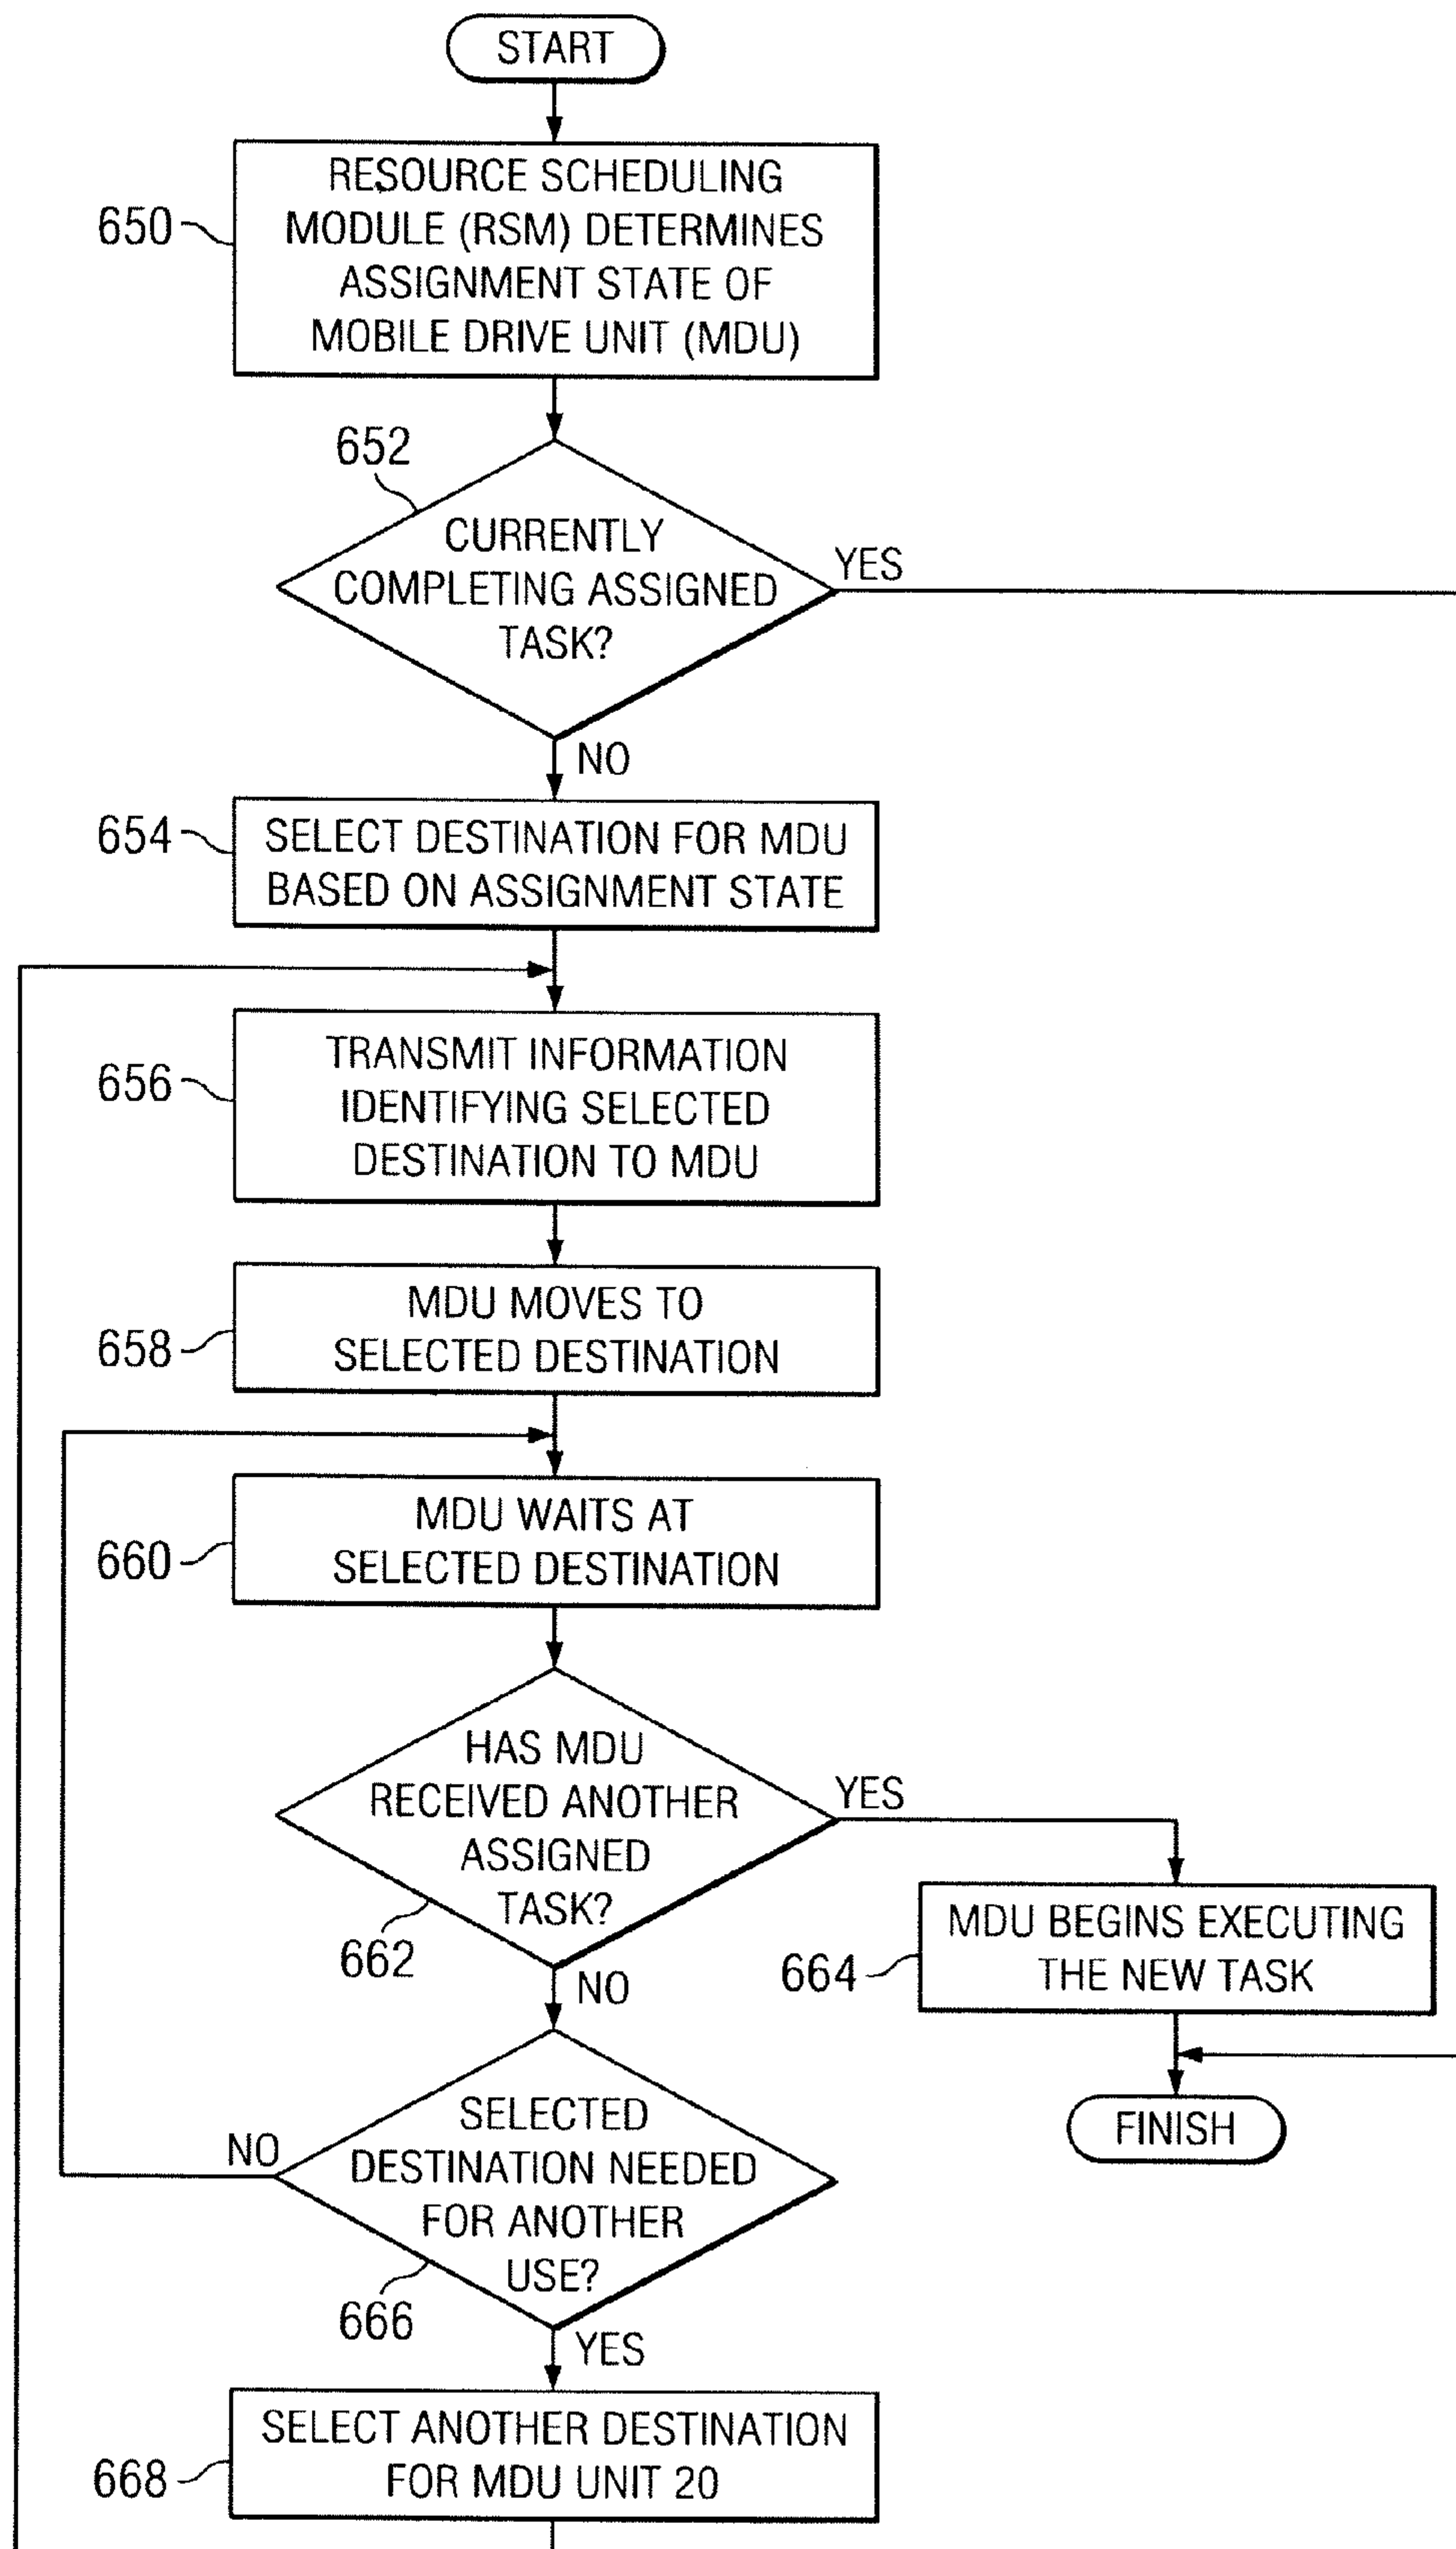 START
650
RESOURCE SCHEDULING
MODULE (RSM) DETERMINES
ASSIGNMENT STATE OF
MOBILE DRIVE UNIT (MDU)
652
CURRENTLY
COMPLETING ASSIGNED
TASK?
YES
NO
654
SELECT DESTINATION FOR MDU
BASED ON ASSIGNMENT STATE
656
TRANSMIT INFORMATION
IDENTIFYING SELECTED
DESTINATION TO MDU
658
MDU MOVES TO
SELECTED DESTINATION
660
MDU WAITS AT
SELECTED DESTINATION
HAS MDU
RECEIVED ANOTHER
ASSIGNED
TASK?
662
YES
NO
664
MDU BEGINS EXECUTING
THE NEW TASK
FINISH
SELECTED
DESTINATION NEEDED
FOR ANOTHER
USE?
666
NO
YES
668
SELECT ANOTHER DESTINATION
FOR MDU UNIT 20